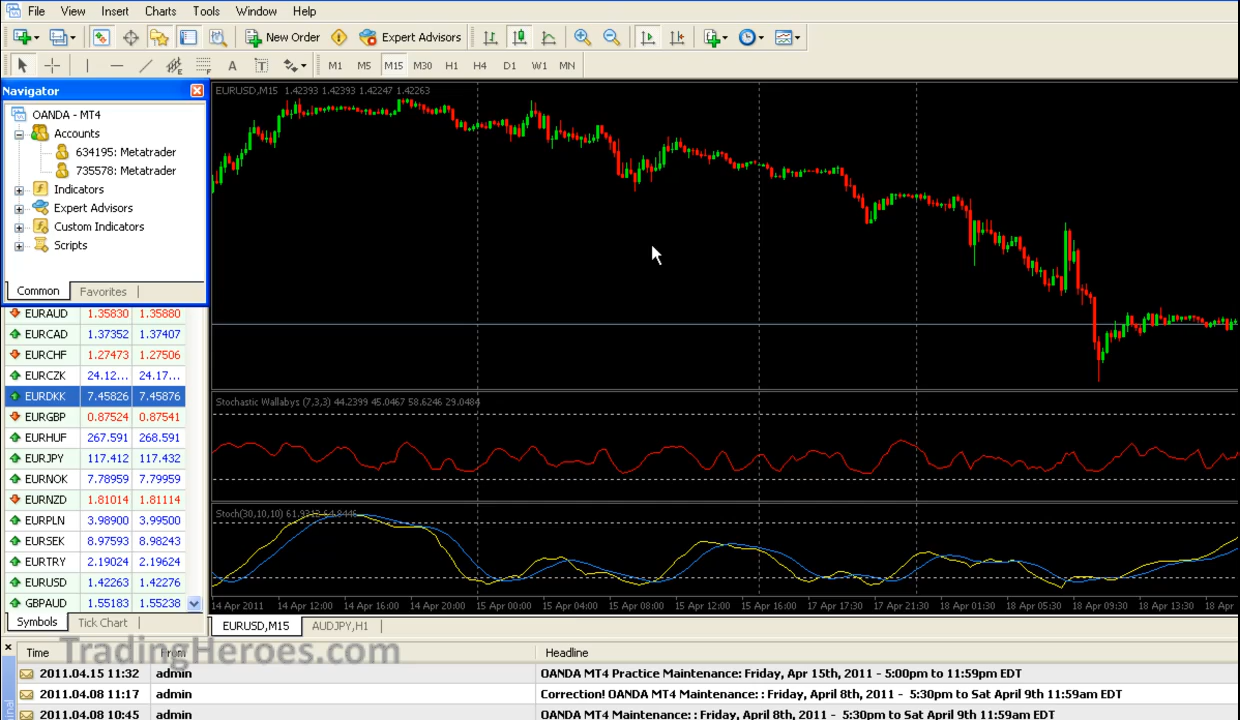 File View Insert Charts Tools Window Help
New Order Expert Advisors
A T M1 M5 M15 M30 H1 H4 D1 W1 MN
Navigator
OANDA - MT4
Accounts
634195: Metatrader
735578: Metatrader
Indicators
Expert Advisors
Custom Indicators
Scripts
Common Favorites
EURUSD,M15 1.42393 1.42393 1.42247 1.42263
EURAUD 1.35830 1.35880
EURCAD 1.37352 1.37407
EURCHF 1.27473 1.27506
EURCZK 24.12... 24.17...
EURDKK 7.45826 7.45876
EURGBP 0.87524 0.87541
EURHUF 267.591 268.591
EURJPY 117.412 117.432
EURNOK 7.78959 7.79959
EURNZD 1.81014 1.81114
EURPLN 3.98900 3.99500
EURSEK 8.97593 8.98243
EURTRY 2.19024 2.19624
EURUSD 1.42263 1.42276
GBPAUD 1.55183 1.55238
Symbols Tick Chart
Stochastic Wallabys (7,3,3) 44.2399 45.0467 58.6246 29.0484
Stoch(30,10,10)
14 Apr 2011 14 Apr 12:00 14 Apr 16:00 14 Apr 20:00 15 Apr 00:00 15 Apr 04:00 15 Apr 08:00 15 Apr 12:00 15 Apr 16:00 17 Apr 17:30 17 Apr 21:30 18 Apr 01:30 18 Apr 05:30 18 Apr 09:30 18 Apr 13:30 18 Apr
EURUSD,M15 AUDJPY,H1
TradingHeroes.com
Time From Headline
2011.04.15 11:32 admin OANDA MT4 Practice Maintenance: Friday, Apr 15th, 2011 - 5:00pm to 11:59pm EDT
2011.04.08 11:17 admin Correction! OANDA MT4 Maintenance: : Friday, April 8th, 2011 - 5:30pm to Sat April 9th 11:59am EDT
2011.04.08 10:45 admin OANDA MT4 Maintenance: : Friday, April 8th, 2011 - 5:30pm to Sat April 9th 11:59am EDT